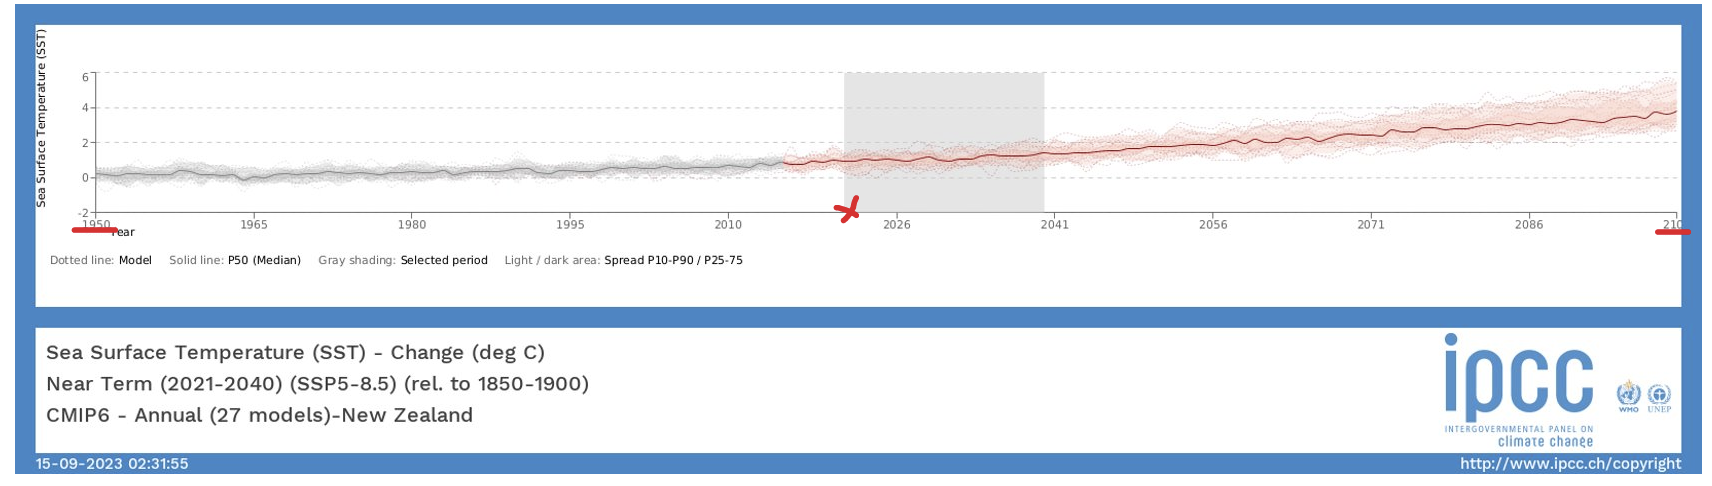 Sea Surface Temperature (SST)
6
4
2
0
-2
1950 1965 1980 1995 2010 2026 2041 2056 2071 2086 210
Year
Dotted line: Model Solid line: P50 (Median) Gray shading: Selected period Light / dark area: Spread P10-P90 / P25-75
Sea Surface Temperature (SST) - Change (deg C)
Near Term (2021-2040) (SSP5-8.5) (rel. to 1850-1900)
CMIP6 - Annual (27 models)-New Zealand
ipcc
INTERGOVERNMENTAL PANEL ON
climate change
WMO UNEP
15-09-2023 02:31:55
http://www.ipcc.ch/copyright